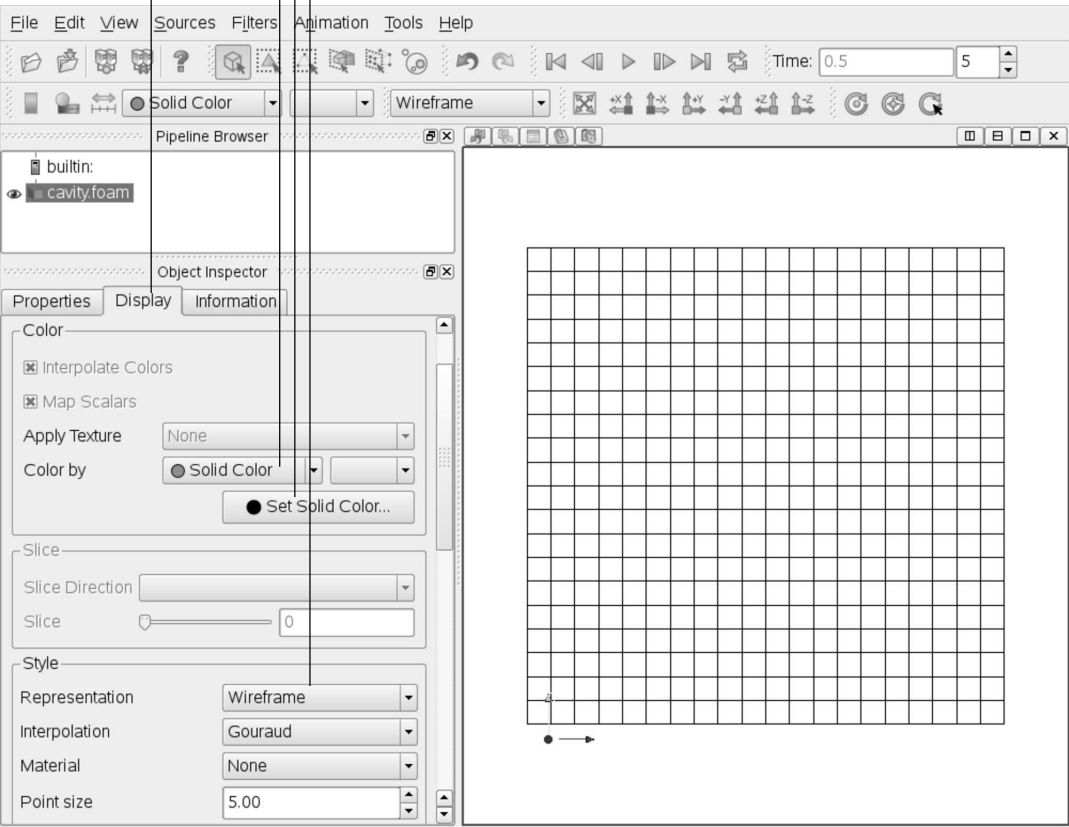 File Edit View Sources Filters Animation Tools Help
? Time: 0.5 5
Solid Color Wireframe +X -X +Y -Y +Z -Z
Pipeline Browser
builtin:
cavity.foam
Object Inspector
Properties Display Information
Color
Interpolate Colors
Map Scalars
Apply Texture None
Color by Solid Color
Set Solid Color...
Slice
Slice Direction
Slice 0
Style
Representation Wireframe
Interpolation Gouraud
Material None
Point size 5.00